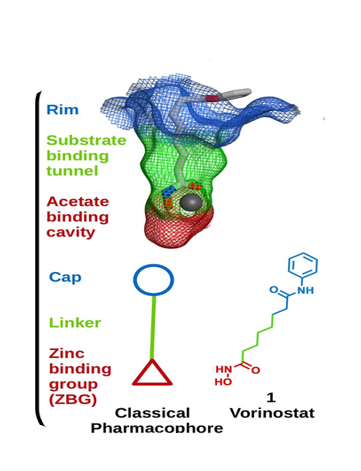 Rim
Substrate
binding
tunnel
Acetate
binding
cavity
Cap
Linker
Zinc
binding
group
(ZBG)
Classical
Pharmacophore
O
NH
HN
O
HO
1
Vorinostat